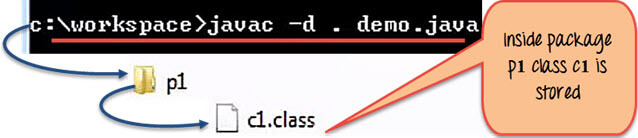 c:\workspace>javac -d . demo.java
p1
c1.class
Inside package
p1 class c1 is
stored